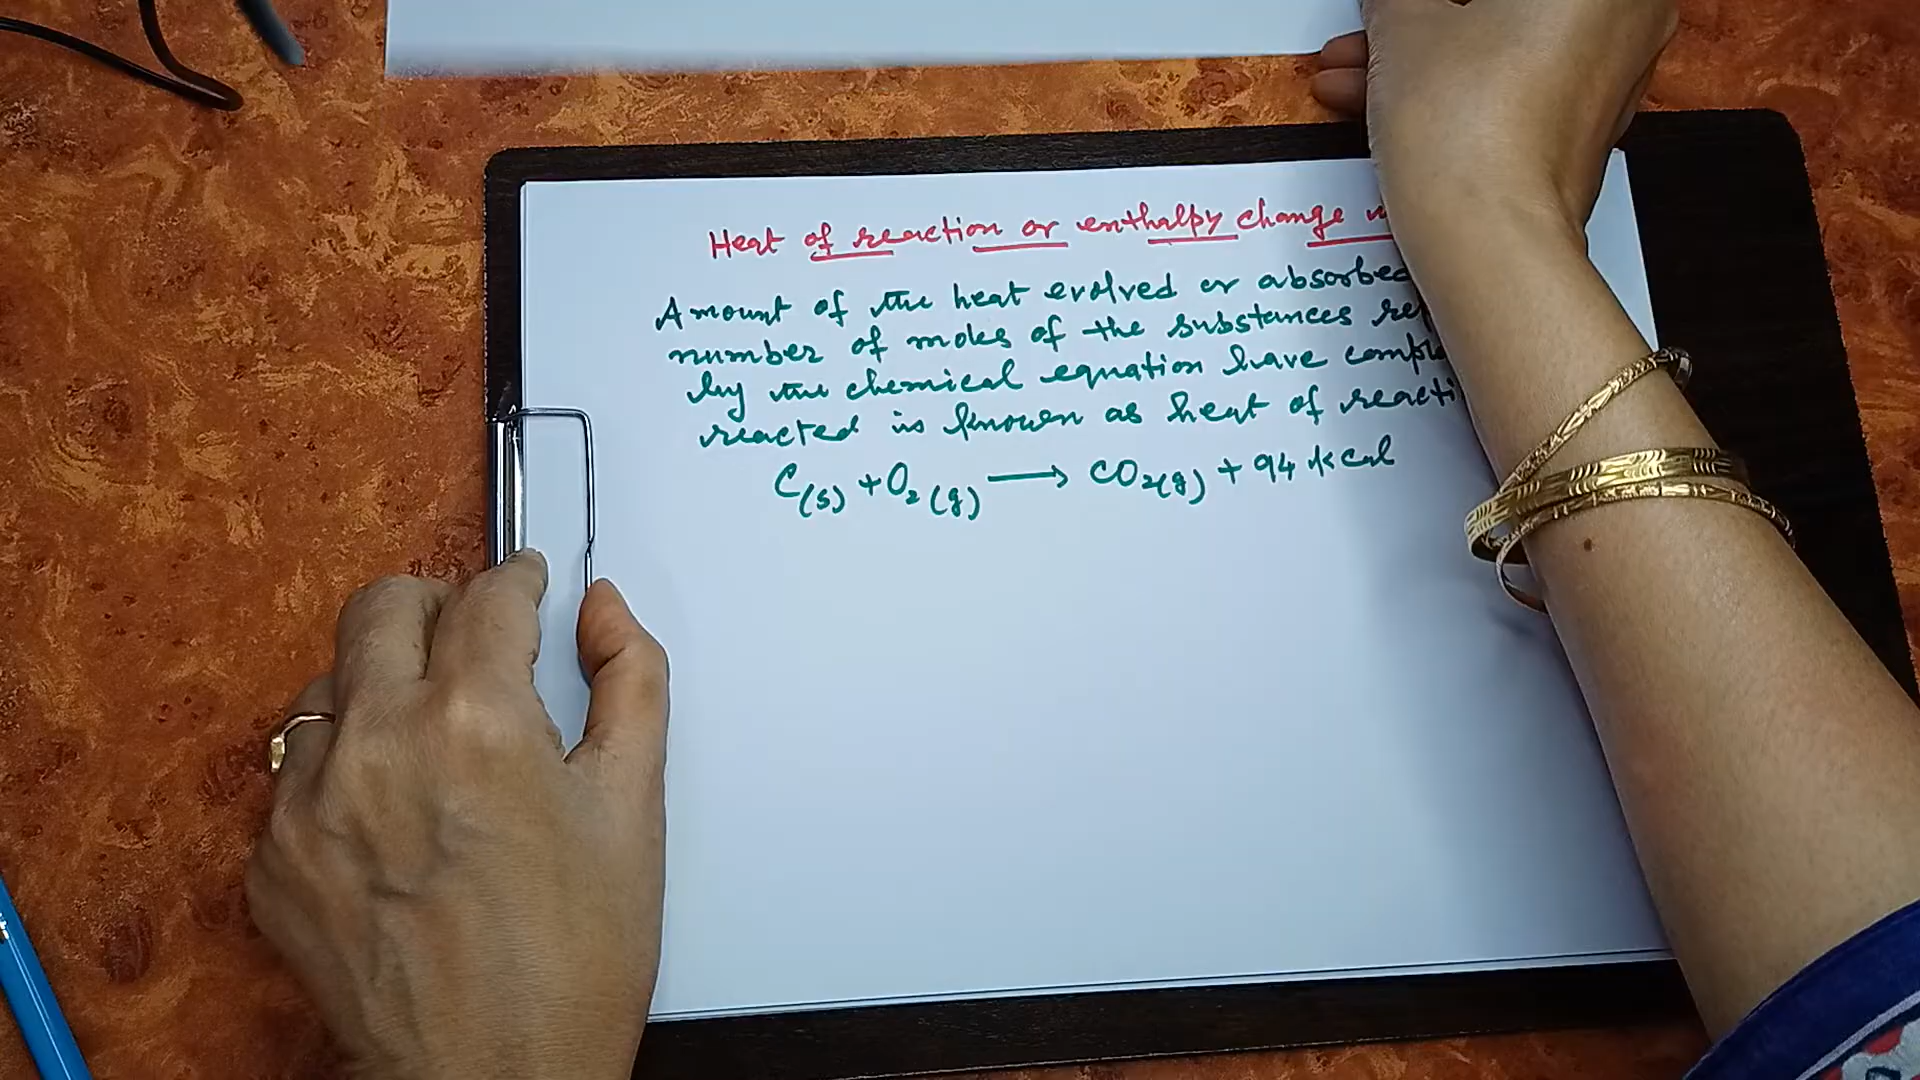 Heat of reaction or enthalpy change
Amount of the heat evolved or absorbed
number of moles of the substances
by the chemical equation have
reacted is known as heat of
C(s) + O₂(g) ⟶ CO₂(g) + 94 kcal